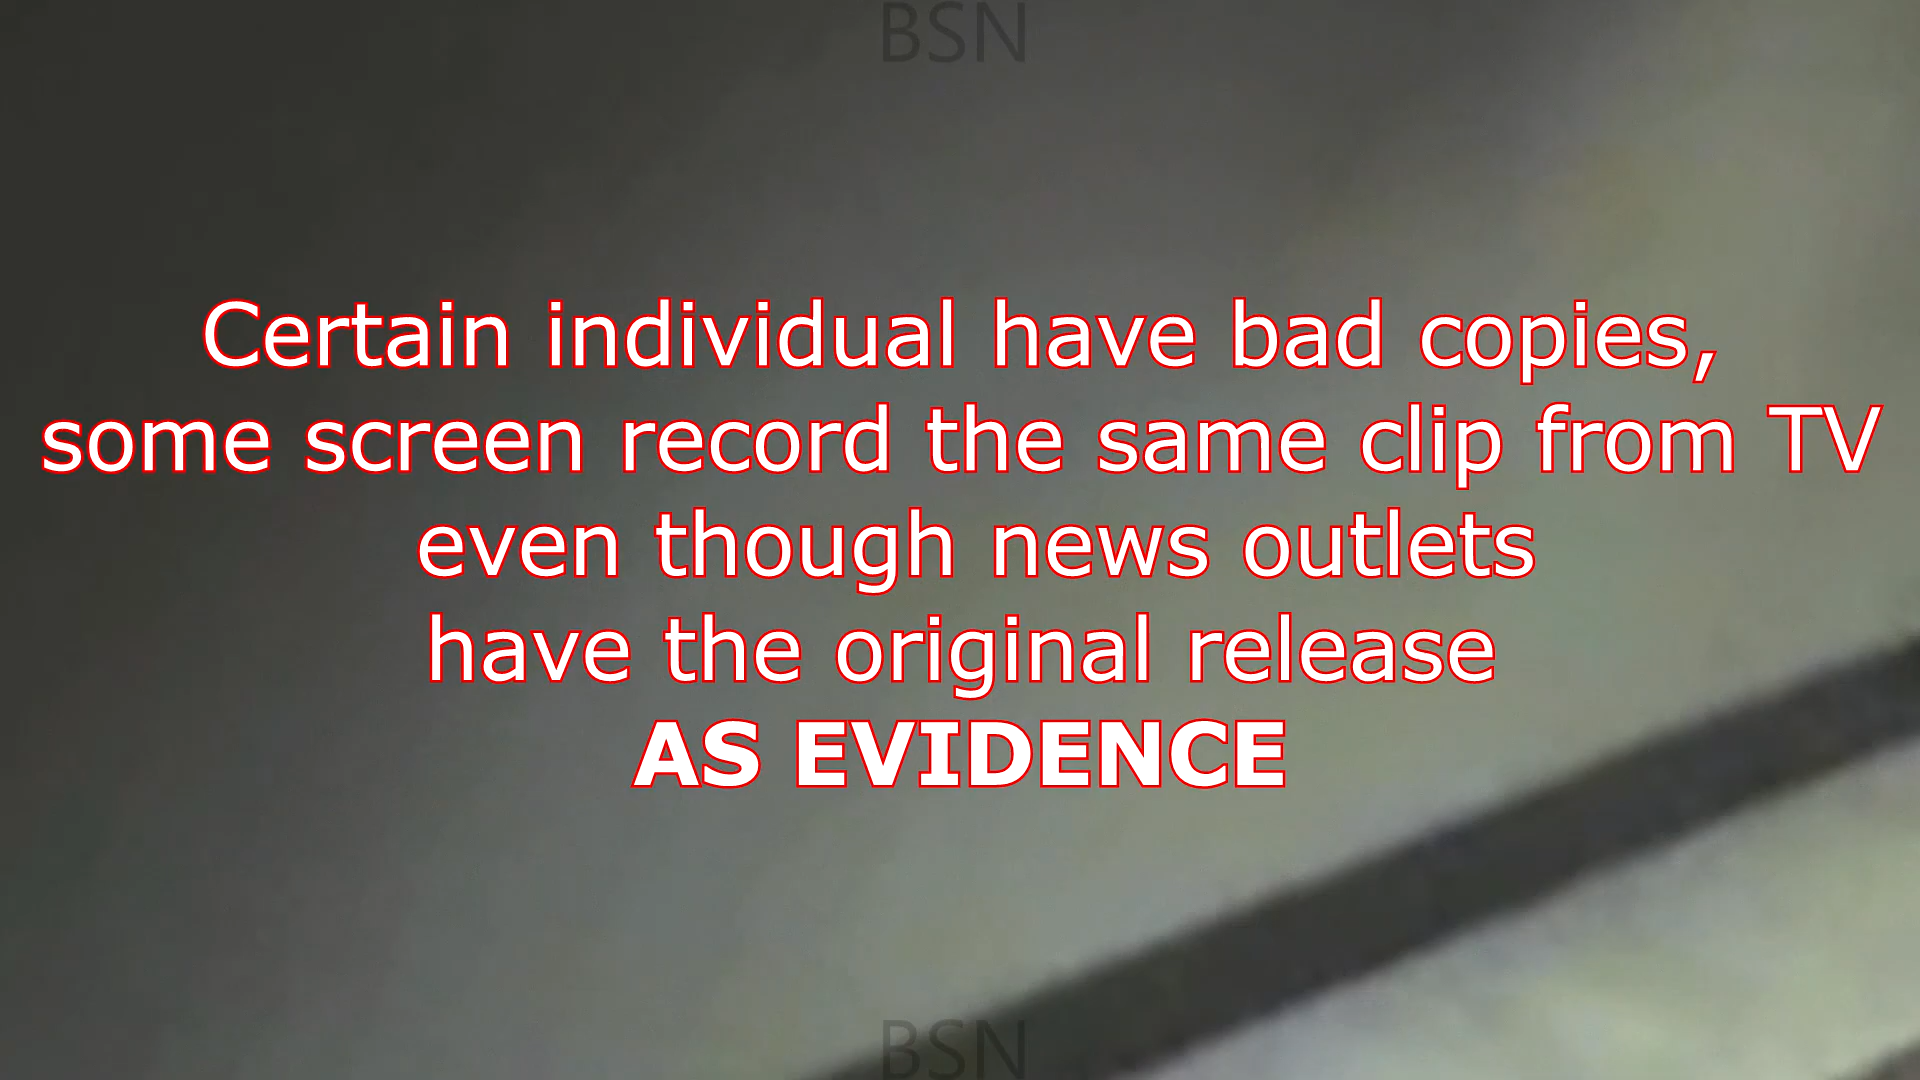 BSN
Certain individual have bad copies,
some screen record the same clip from TV
even though news outlets
have the original release
AS EVIDENCE
BSN